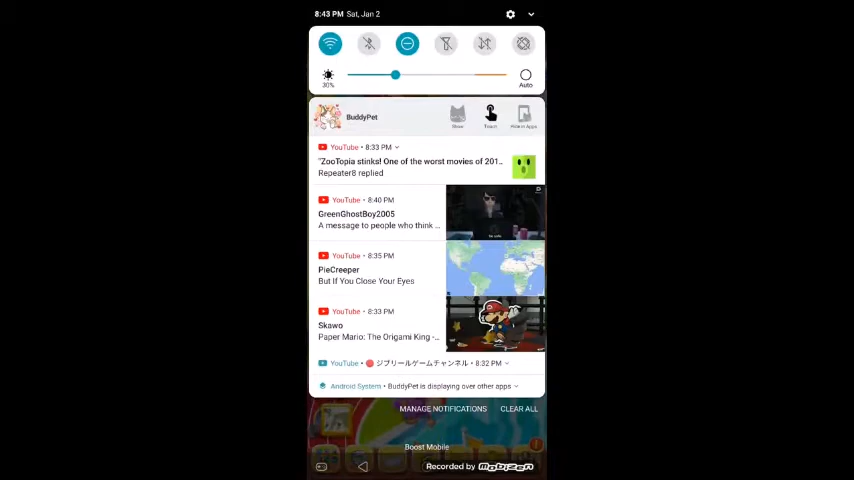 8:43 PM Sat, Jan 2
30%
Auto
BuddyPet
Meow
Touch
Hide in Apps
YouTube • 8:33 PM
"ZooTopia stinks! One of the worst movies of 201..
Repeater8 replied
YouTube • 8:40 PM
GreenGhostBoy2005
A message to people who think ...
YouTube • 8:35 PM
PieCreeper
But If You Close Your Eyes
YouTube • 8:33 PM
Skawo
Paper Mario: The Origami King -...
YouTube • 🔴 ジブリールゲームチャンネル • 8:32 PM
Android System • BuddyPet is displaying over other apps
MANAGE NOTIFICATIONS
CLEAR ALL
Boost Mobile
Recorded by mobizen